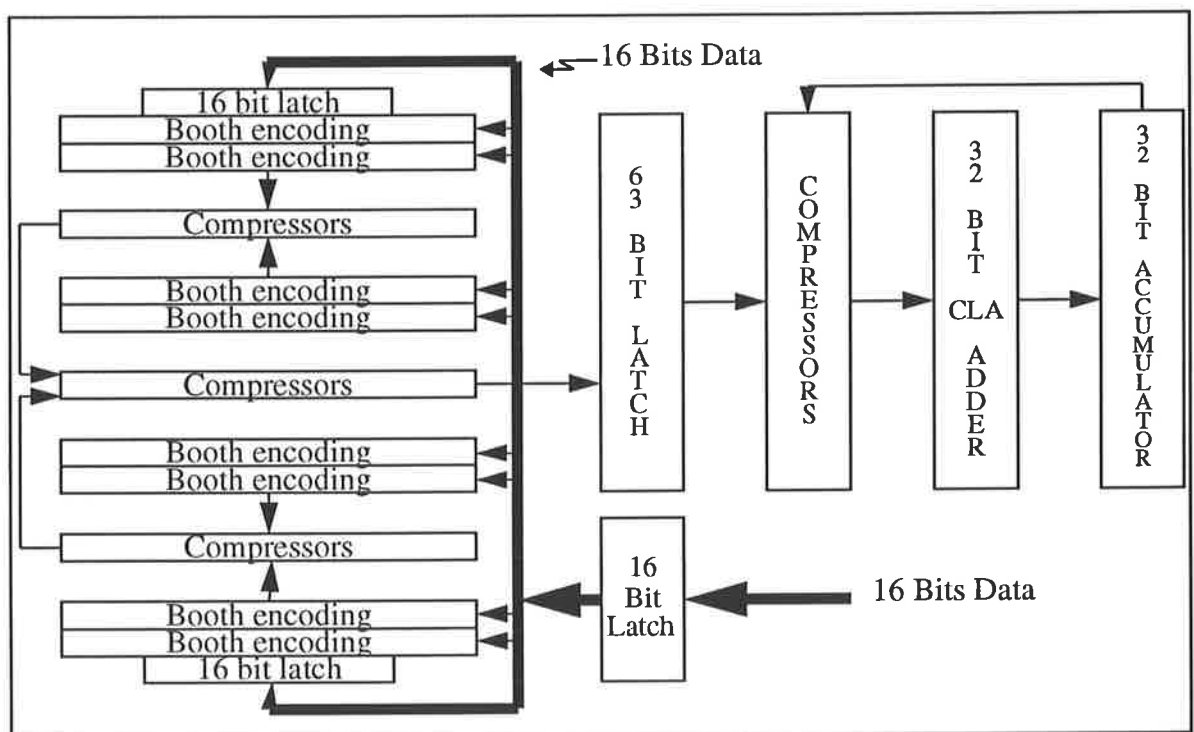 16 Bits Data
16 bit latch
Booth encoding
Booth encoding
Compressors
Booth encoding
Booth encoding
Compressors
Booth encoding
Booth encoding
Compressors
Booth encoding
Booth encoding
16 bit latch
63 BIT LATCH
COMPRESSORS
32 BIT CLA ADDER
32 BIT ACCUMULATOR
16
Bit
Latch
16 Bits Data